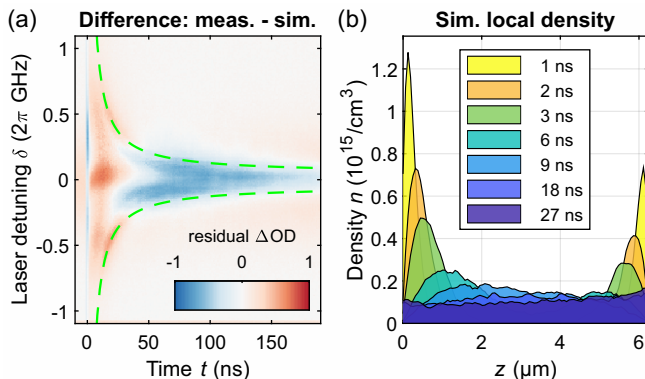 (a) Difference: meas. - sim.
Laser detuning δ (2π GHz)
1
0.5
0
-0.5
-1
residual ΔOD
-1 0 1
0 50 100 150
Time t (ns)
(b) Sim. local density
Density n (10¹⁵/cm³)
1.2
1.0
0.8
0.6
0.4
0.2
0
1 ns
2 ns
3 ns
6 ns
9 ns
18 ns
27 ns
0 2 4 6
z (μm)